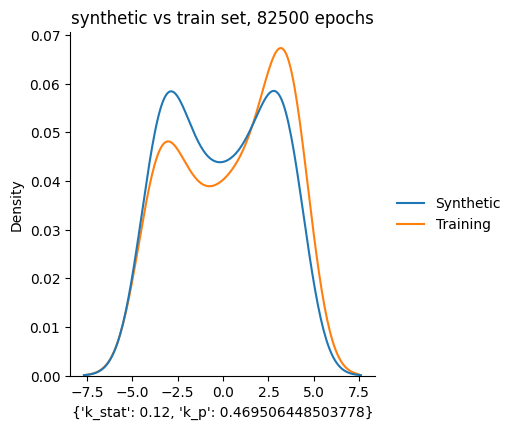 synthetic vs train set, 82500 epochs
0.07
0.06
0.05
0.04
0.03
0.02
0.01
0.00
Density
−7.5 −5.0 −2.5 0.0 2.5 5.0 7.5
{'k_stat': 0.12, 'k_p': 0.469506448503778}
Synthetic
Training